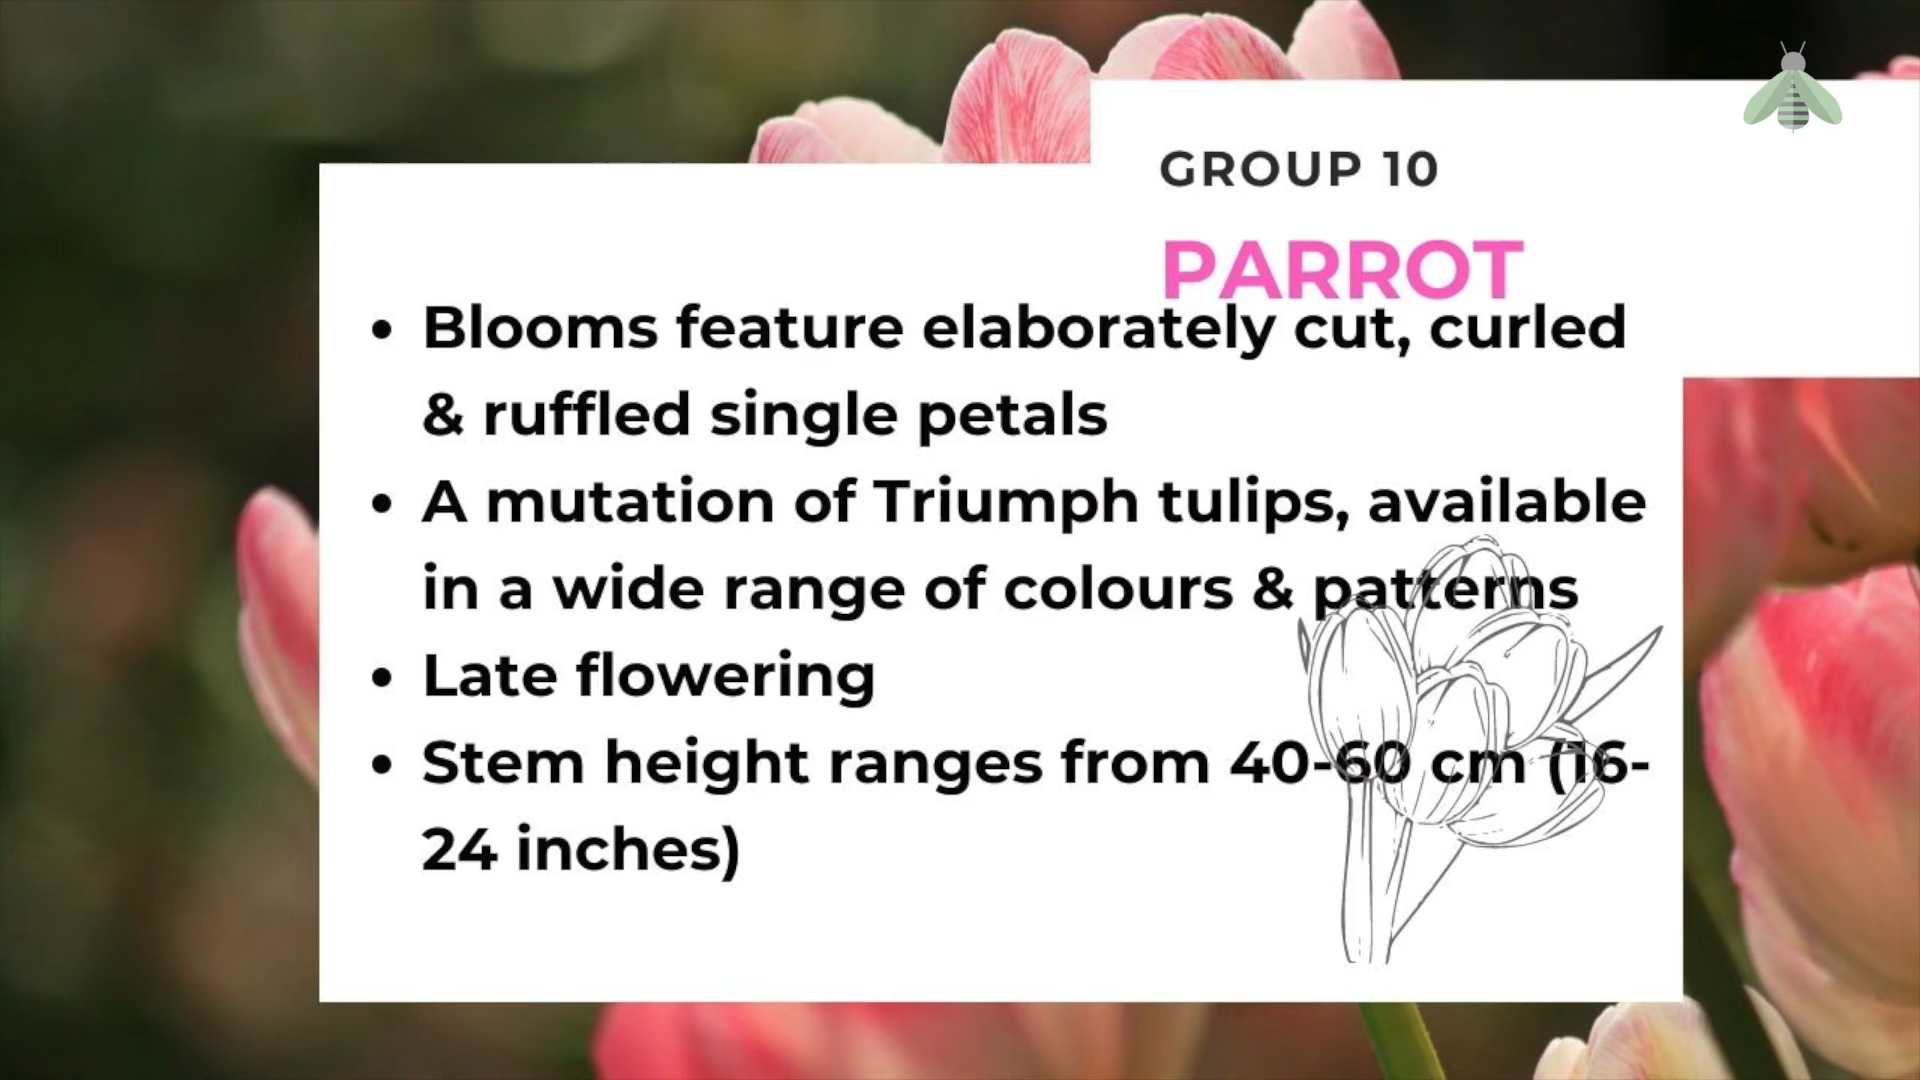 GROUP 10
PARROT
• Blooms feature elaborately cut, curled
& ruffled single petals
• A mutation of Triumph tulips, available
in a wide range of colours & patterns
• Late flowering
• Stem height ranges from 40-60 cm (16-
24 inches)